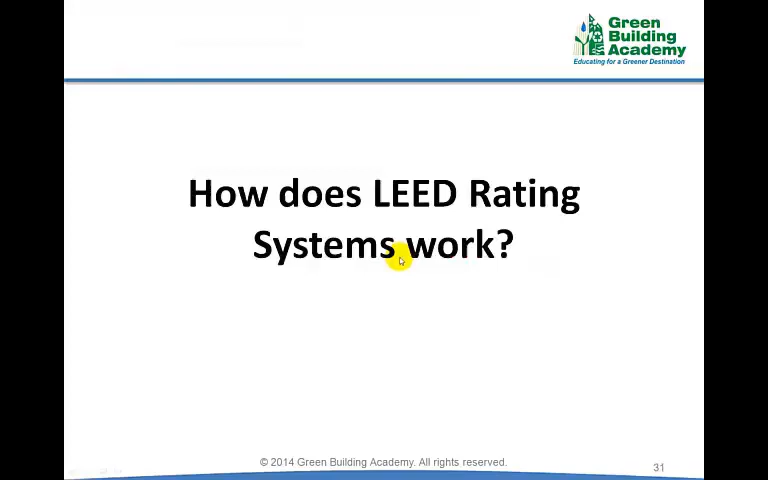 Green
Building
Academy
Educating for a Greener Destination
How does LEED Rating
Systems work?
© 2014 Green Building Academy. All rights reserved.
31